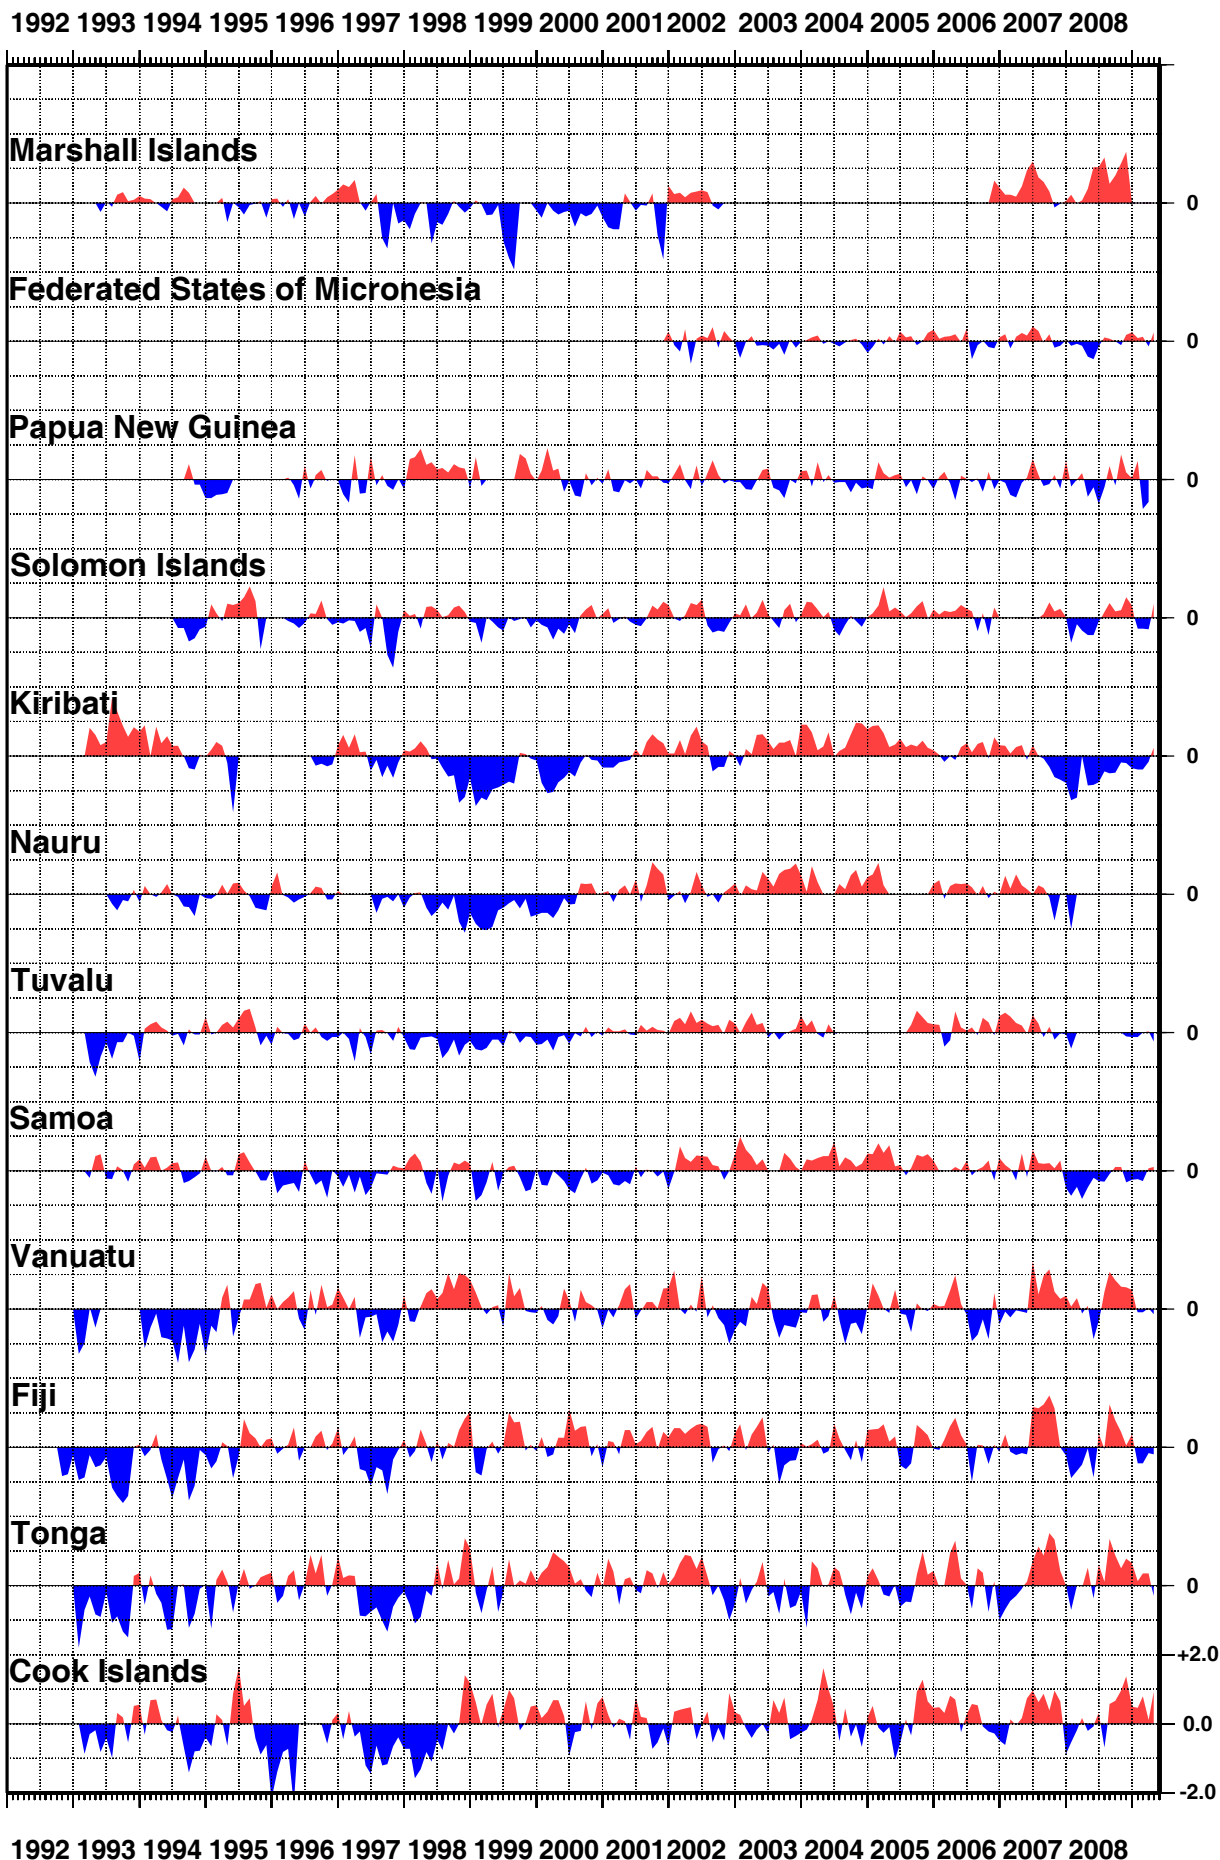 1992 1993 1994 1995 1996 1997 1998 1999 2000 2001 2002 2003 2004 2005 2006 2007 2008
Marshall Islands
0
Federated States of Micronesia
0
Papua New Guinea
0
Solomon Islands
0
Kiribati
0
Nauru
0
Tuvalu
0
Samoa
0
Vanuatu
0
Fiji
0
Tonga
0
+2.0
Cook Islands
0.0
-2.0
1992 1993 1994 1995 1996 1997 1998 1999 2000 2001 2002 2003 2004 2005 2006 2007 2008